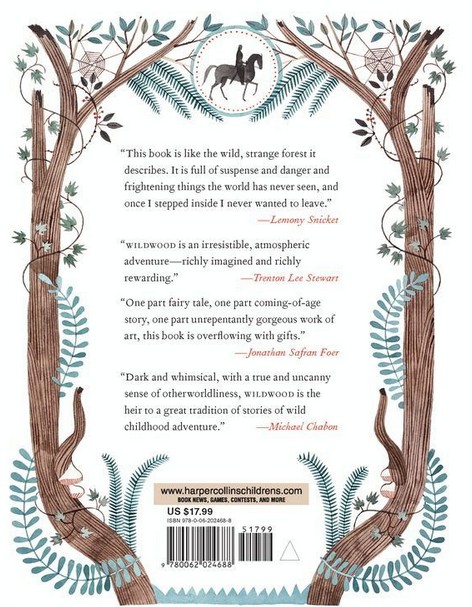 “This book is like the wild, strange forest it
describes. It is full of suspense and danger and
frightening things the world has never seen, and
once I stepped inside I never wanted to leave.”
—Lemony Snicket
“WILDWOOD is an irresistible, atmospheric
adventure—richly imagined and richly
rewarding.” —Trenton Lee Stewart
“One part fairy tale, one part coming-of-age
story, one part unrepentantly gorgeous work of
art, this book is overflowing with gifts.”
—Jonathan Safran Foer
“Dark and whimsical, with a true and uncanny
sense of otherworldliness, WILDWOOD is the
heir to a great tradition of stories of wild
childhood adventure.” —Michael Chabon
www.harpercollinschildrens.com
BOOK NEWS, GAMES, CONTESTS, AND MORE
US $17.99
ISBN 978-0-06-202468-8
51799
9 780062 024688